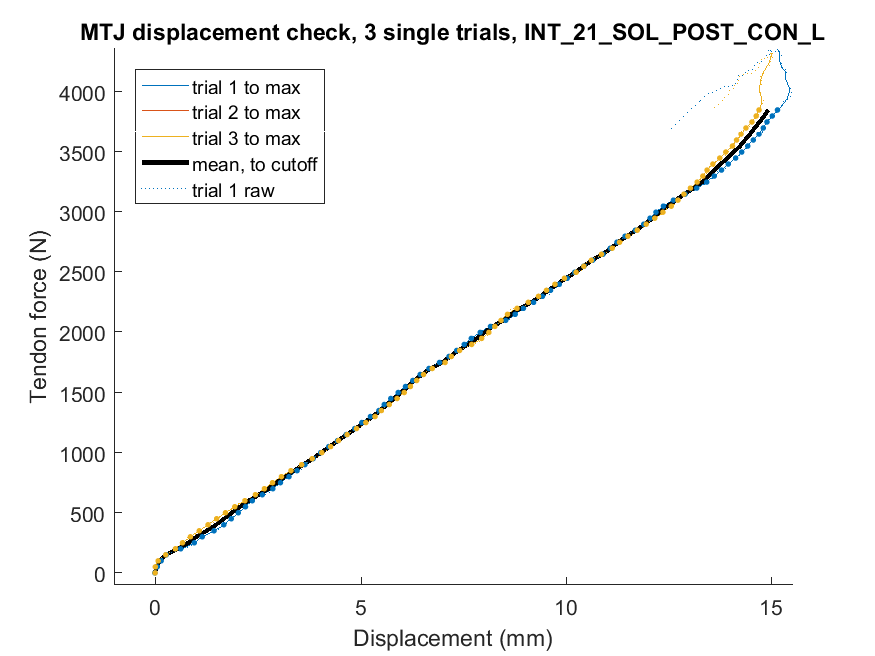 MTJ displacement check, 3 single trials, INT_21_SOL_POST_CON_L
trial 1 to max
trial 2 to max
trial 3 to max
mean, to cutoff
trial 1 raw
4000
3500
3000
2500
2000
1500
1000
500
0
Tendon force (N)
0 5 10 15
Displacement (mm)